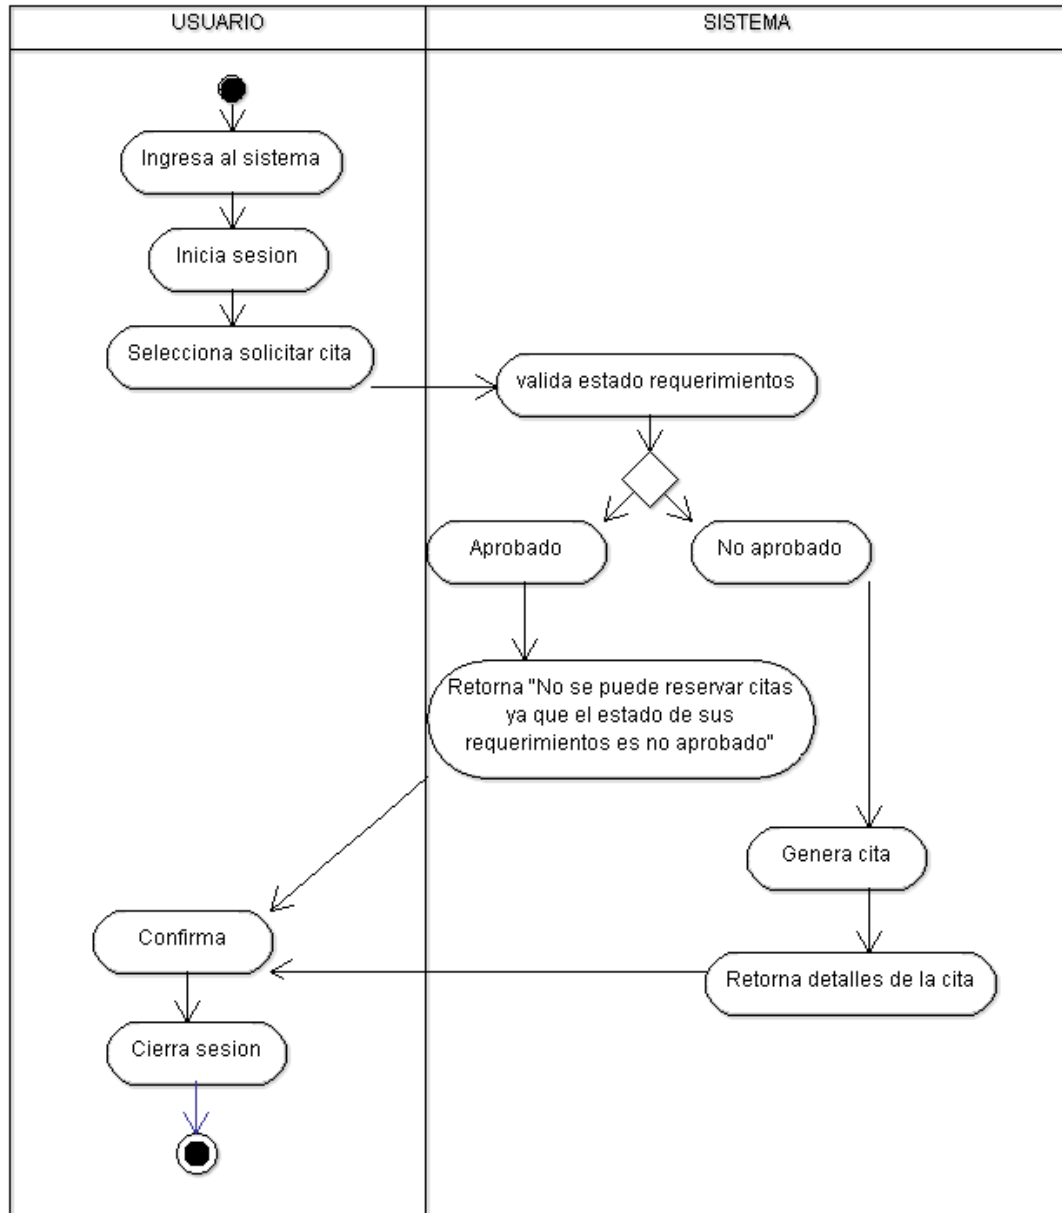 USUARIO
SISTEMA
Ingresa al sistema
Inicia sesion
Selecciona solicitar cita
valida estado requerimientos
Aprobado
No aprobado
Retorna "No se puede reservar citas
ya que el estado de sus
requerimientos es no aprobado"
Genera cita
Confirma
Retorna detalles de la cita
Cierra sesion